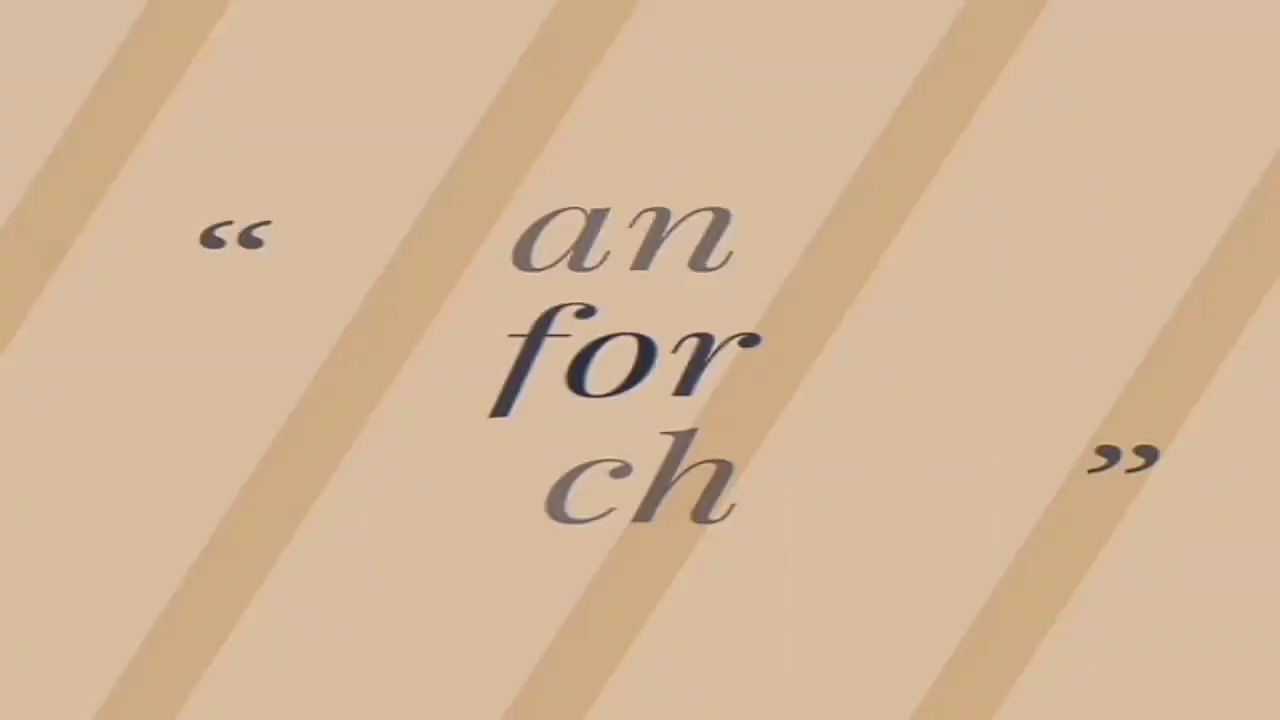 “ an
for
ch ”